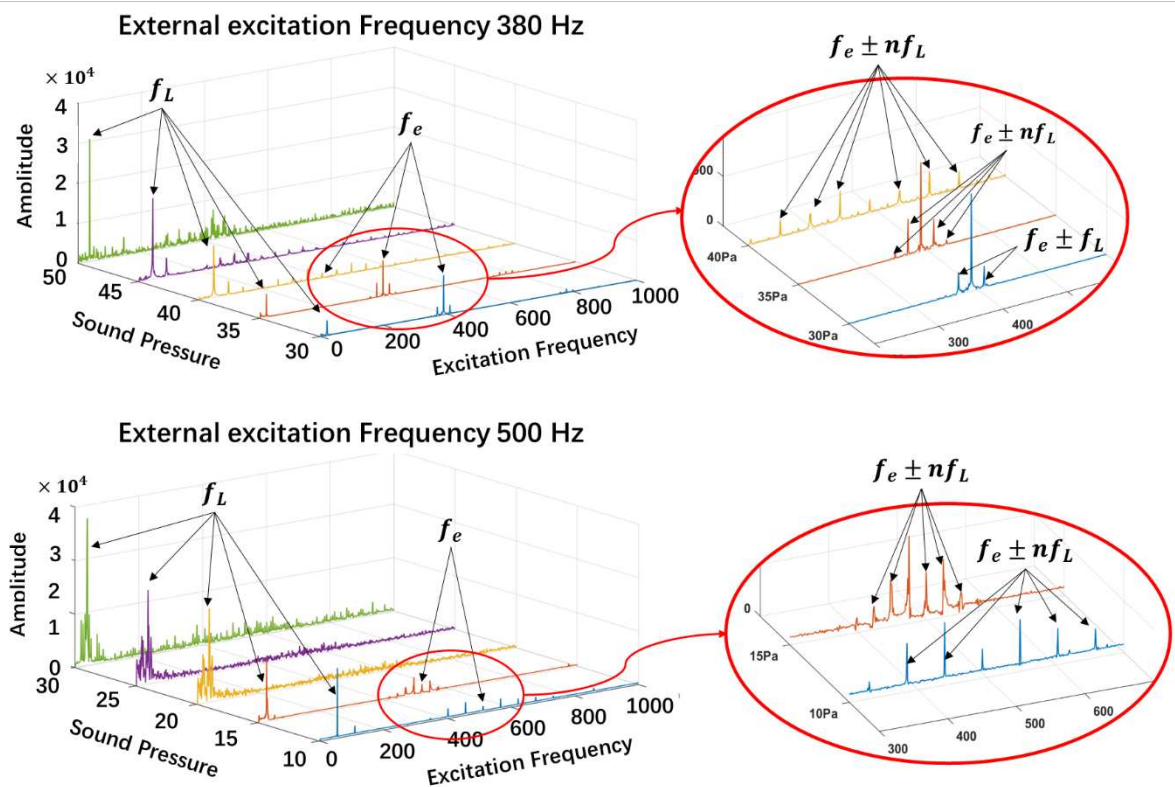 External excitation Frequency 380 Hz
× 10⁴
4
3
2
1
0
Amplitude
f_L
f_e
50
45
40
35
30
Sound Pressure
0
200
400
600
800
1000
Excitation Frequency
f_e ± nf_L
f_e ± nf_L
f_e ± f_L
0
40Pa
35Pa
30Pa
300
400
External excitation Frequency 500 Hz
× 10⁴
4
3
2
1
0
Amplitude
f_L
f_e
30
25
20
15
10
Sound Pressure
0
200
400
600
800
1000
Excitation Frequency
f_e ± nf_L
f_e ± nf_L
0
15Pa
10Pa
300
400
500
600